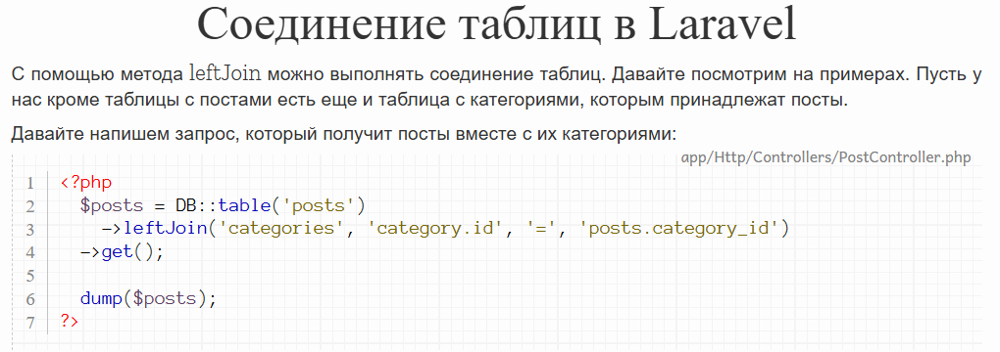 Соединение таблиц в Laravel
С помощью метода leftJoin можно выполнять соединение таблиц. Давайте посмотрим на примерах. Пусть у
нас кроме таблицы с постами есть еще и таблица с категориями, которым принадлежат посты.
Давайте напишем запрос, который получит посты вместе с их категориями:
app/Http/Controllers/PostController.php
1 <?php
2 $posts = DB::table('posts')
3 ->leftJoin('categories', 'category.id', '=', 'posts.category_id')
4 ->get();
5
6 dump($posts);
7 ?>